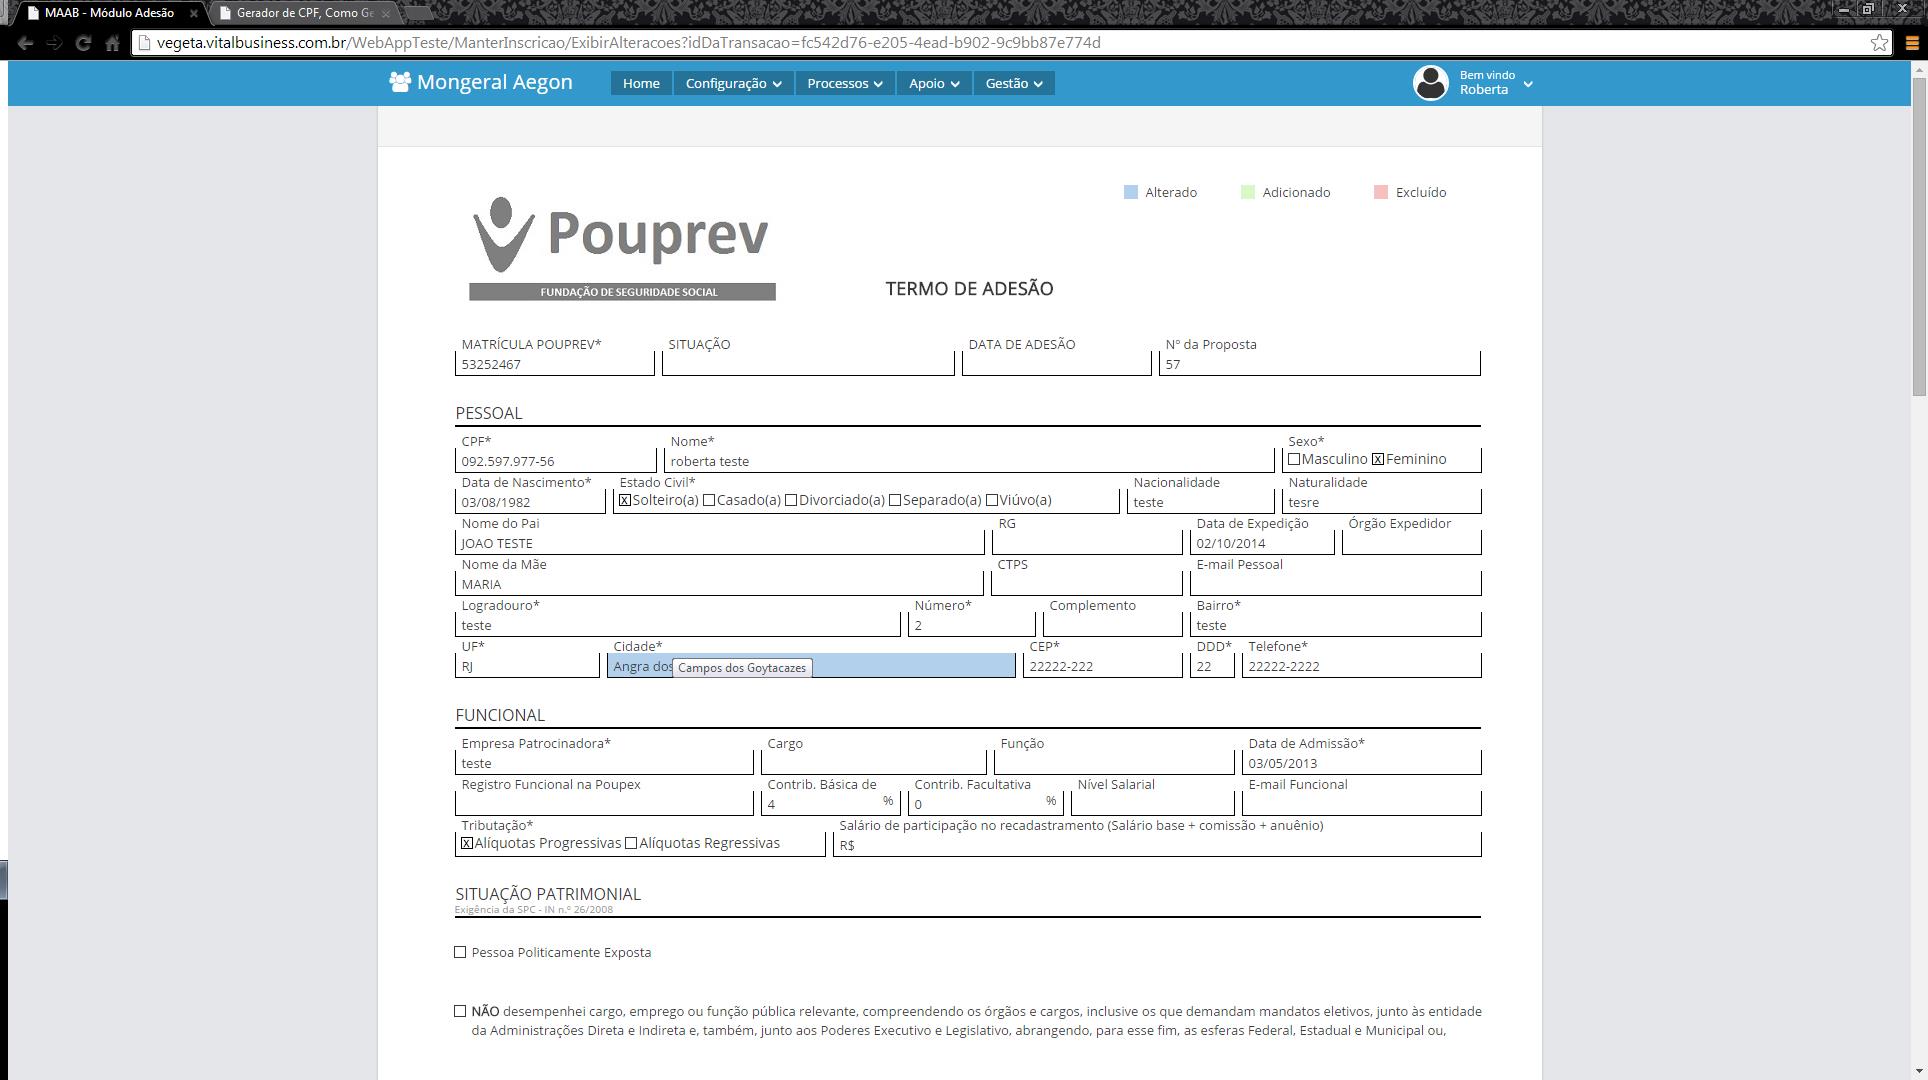 MAAB - Módulo Adesão
Gerador de CPF, Como Ge
vegeta.vitalbusiness.com.br/WebAppTeste/ManterInscricao/ExibirAlteracoes?idDaTransacao=fc542d76-e205-4ead-b902-9c9bb87e774d
Mongeral Aegon Home Configuração Processos Apoio Gestão
Bem vindo
Roberta
Alterado Adicionado Excluído
Pouprev
FUNDAÇÃO DE SEGURIDADE SOCIAL
TERMO DE ADESÃO
MATRÍCULA POUPREV* SITUAÇÃO DATA DE ADESÃO Nº da Proposta
53252467 57
PESSOAL
CPF* Nome* Sexo*
092.597.977-56 roberta teste Masculino X Feminino
Data de Nascimento* Estado Civil* Nacionalidade Naturalidade
03/08/1982 X Solteiro(a) Casado(a) Divorciado(a) Separado(a) Viúvo(a) teste tesre
Nome do Pai RG Data de Expedição Órgão Expedidor
JOAO TESTE 02/10/2014
Nome da Mãe CTPS E-mail Pessoal
MARIA
Logradouro* Número* Complemento Bairro*
teste 2 teste
UF* Cidade* CEP* DDD* Telefone*
RJ Angra dos Campos dos Goytacazes 22222-222 22 22222-2222
FUNCIONAL
Empresa Patrocinadora* Cargo Função Data de Admissão*
teste 03/05/2013
Registro Funcional na Poupex Contrib. Básica de Contrib. Facultativa Nível Salarial E-mail Funcional
4 % 0 %
Tributação* Salário de participação no recadastramento (Salário base + comissão + anuênio)
X Alíquotas Progressivas Alíquotas Regressivas R$
SITUAÇÃO PATRIMONIAL
Exigência da SPC - IN n.º 26/2008
Pessoa Politicamente Exposta
NÃO desempenhei cargo, emprego ou função pública relevante, compreendendo os órgãos e cargos, inclusive os que demandam mandatos eletivos, junto às entidade
da Administrações Direta e Indireta e, também, junto aos Poderes Executivo e Legislativo, abrangendo, para esse fim, as esferas Federal, Estadual e Municipal ou,